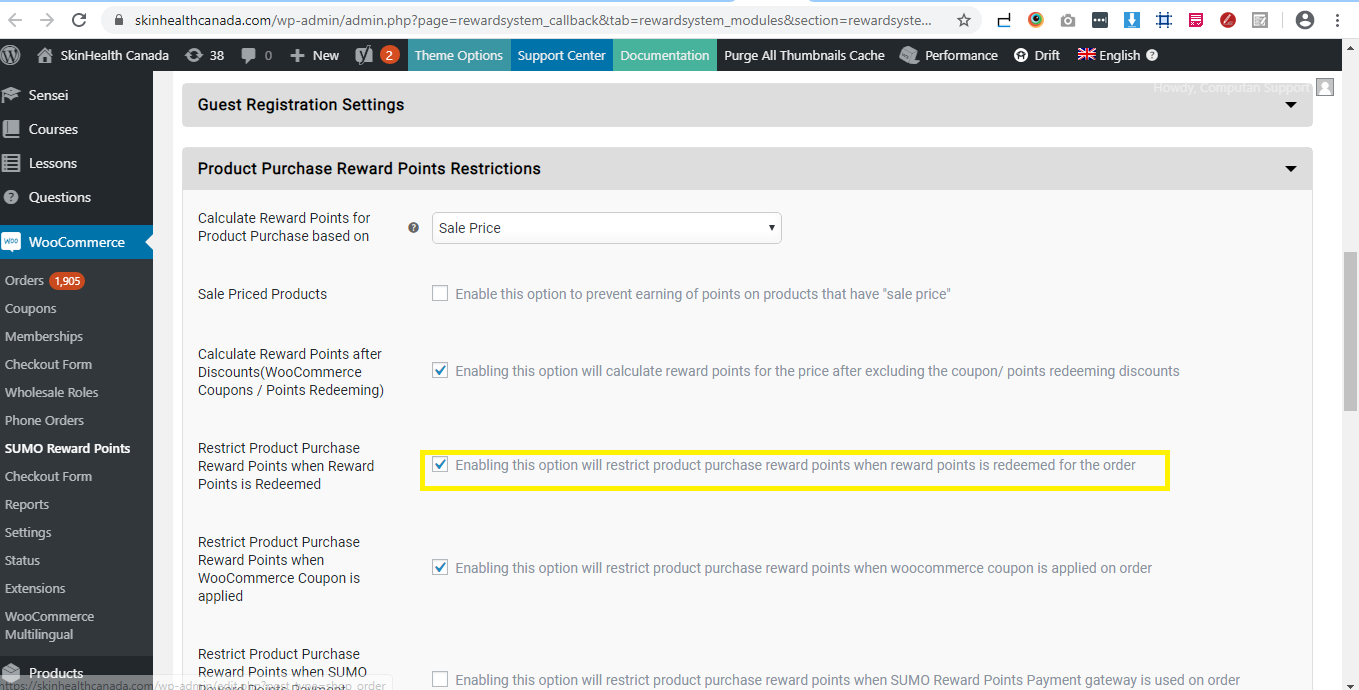 skinhealthcanada.com/wp-admin/admin.php?page=rewardsystem_callback&tab=rewardsystem_modules&section=rewardsyste...
SkinHealth Canada 38 0 New 2 Theme Options Support Center Documentation Purge All Thumbnails Cache Performance Drift English
Howdy, Computan Support
Sensei
Courses
Lessons
Questions
WooCommerce
Orders 1,905
Coupons
Memberships
Checkout Form
Wholesale Roles
Phone Orders
SUMO Reward Points
Checkout Form
Reports
Settings
Status
Extensions
WooCommerce
Multilingual
Products
https://skinhealthcanada.com/wp-admin/edit.php?post_type=shop_order
Guest Registration Settings
Product Purchase Reward Points Restrictions
Calculate Reward Points for
Product Purchase based on
Sale Price
Sale Priced Products
Enable this option to prevent earning of points on products that have "sale price"
Calculate Reward Points after
Discounts(WooCommerce
Coupons / Points Redeeming)
Enabling this option will calculate reward points for the price after excluding the coupon/ points redeeming discounts
Restrict Product Purchase
Reward Points when Reward
Points is Redeemed
Enabling this option will restrict product purchase reward points when reward points is redeemed for the order
Restrict Product Purchase
Reward Points when
WooCommerce Coupon is
applied
Enabling this option will restrict product purchase reward points when woocommerce coupon is applied on order
Restrict Product Purchase
Reward Points when SUMO
Reward Points Payment
Enabling this option will restrict product purchase reward points when SUMO Reward Points Payment gateway is used on order